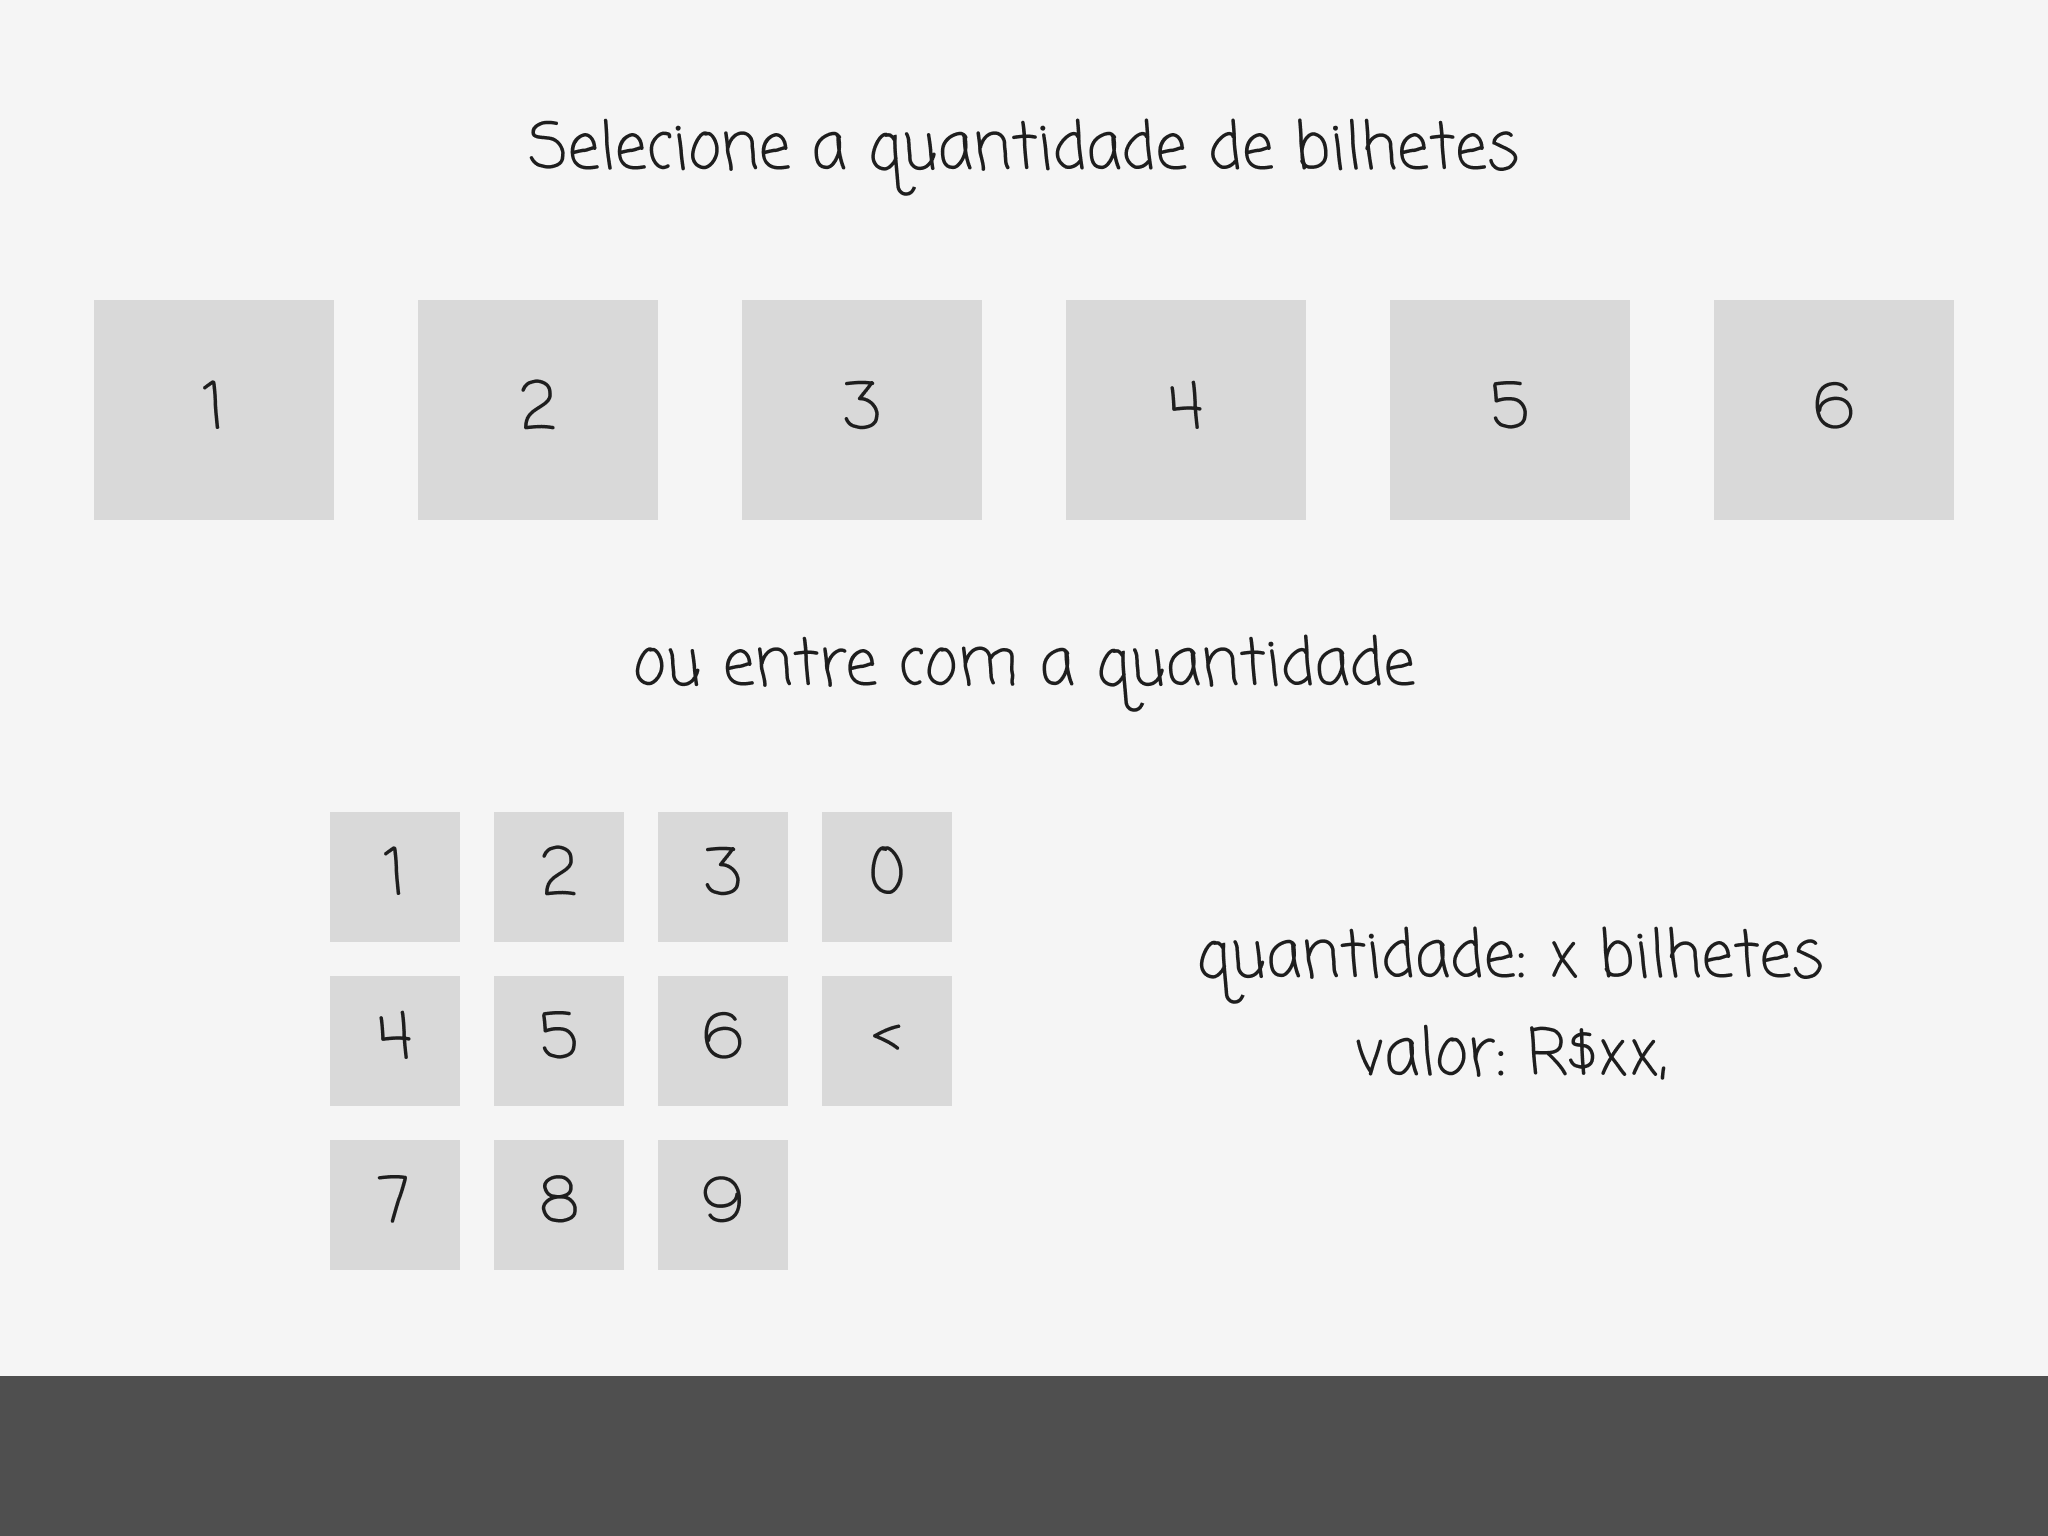 Selecione a quantidade de bilhetes
1 2 3 4 5 6
ou entre com a quantidade
1 2 3 0
4 5 6 <
7 8 9
quantidade: x bilhetes
valor: R$xx,